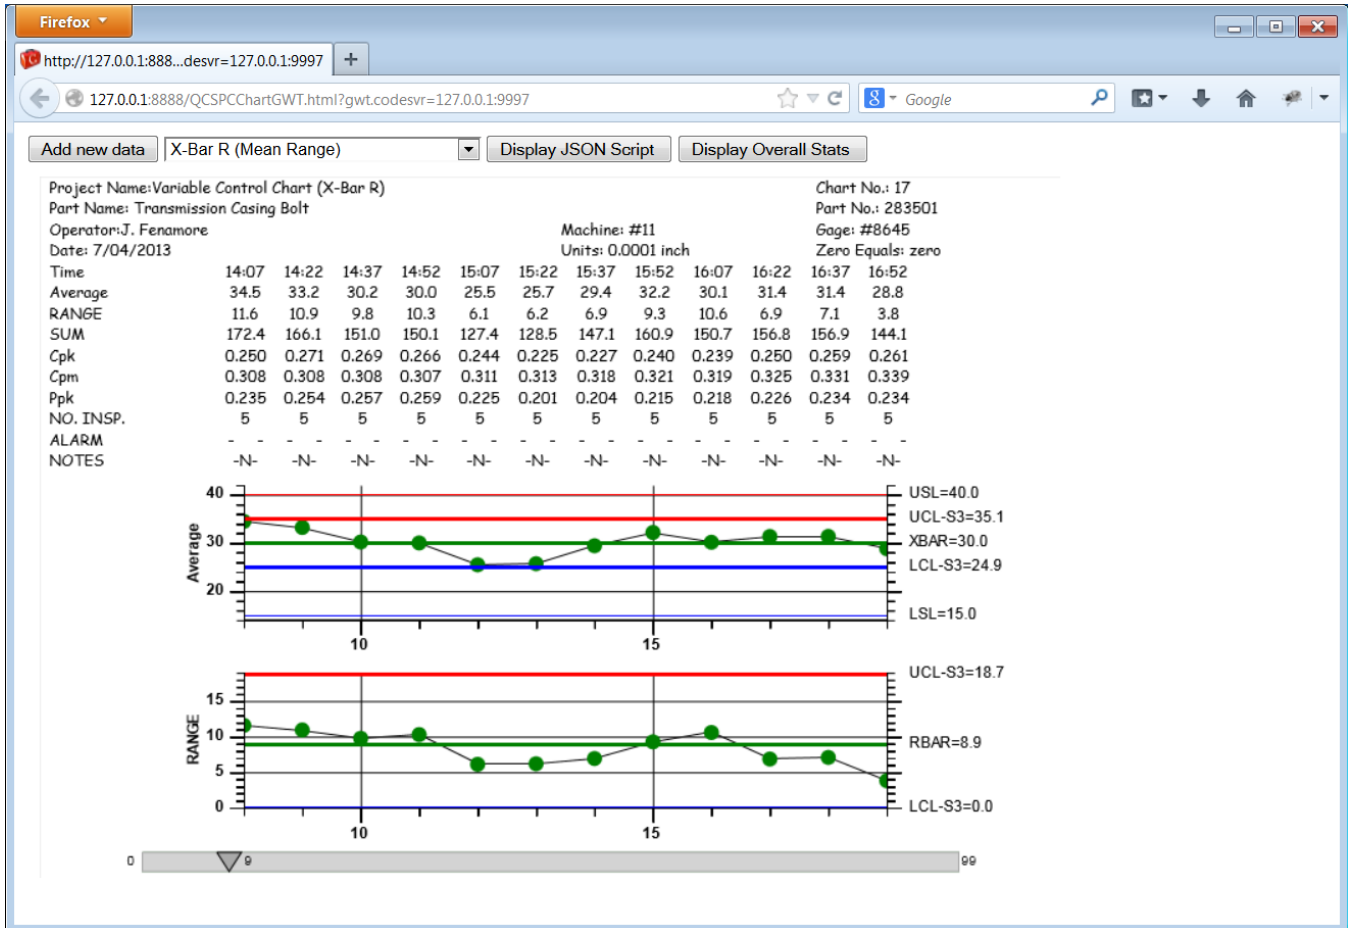 Firefox
http://127.0.0.1:888...desvr=127.0.0.1:9997
127.0.0.1:8888/QCSPCChartGWT.html?gwt.codesvr=127.0.0.1:9997 Google
Add new data X-Bar R (Mean Range) Display JSON Script Display Overall Stats
Project Name:Variable Control Chart (X-Bar R) Chart No.: 17
Part Name: Transmission Casing Bolt Part No.: 283501
Operator:J. Fenamore Machine: #11 Gage: #8645
Date: 7/04/2013 Units: 0.0001 inch Zero Equals: zero
Time 14:07 14:22 14:37 14:52 15:07 15:22 15:37 15:52 16:07 16:22 16:37 16:52
Average 34.5 33.2 30.2 30.0 25.5 25.7 29.4 32.2 30.1 31.4 31.4 28.8
RANGE 11.6 10.9 9.8 10.3 6.1 6.2 6.9 9.3 10.6 6.9 7.1 3.8
SUM 172.4 166.1 151.0 150.1 127.4 128.5 147.1 160.9 150.7 156.8 156.9 144.1
Cpk 0.250 0.271 0.269 0.266 0.244 0.225 0.227 0.240 0.239 0.250 0.259 0.261
Cpm 0.308 0.308 0.308 0.307 0.311 0.313 0.318 0.321 0.319 0.325 0.331 0.339
Ppk 0.235 0.254 0.257 0.259 0.225 0.201 0.204 0.215 0.218 0.226 0.234 0.234
NO. INSP. 5 5 5 5 5 5 5 5 5 5 5 5
ALARM - - - - - - - - - - - - - - - - - - - - - - - -
NOTES -N- -N- -N- -N- -N- -N- -N- -N- -N- -N- -N- -N-
40 USL=40.0
UCL-S3=35.1
Average
30 XBAR=30.0
LCL-S3=24.9
20
LSL=15.0
10 15
UCL-S3=18.7
15
RANGE
10 RBAR=8.9
5
0 LCL-S3=0.0
10 15
0 9 99